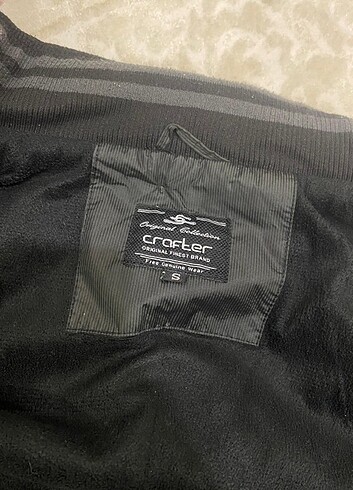 Original Collection
crafter
ORIGINAL FINEST BRAND
Free Genuine Wear
S